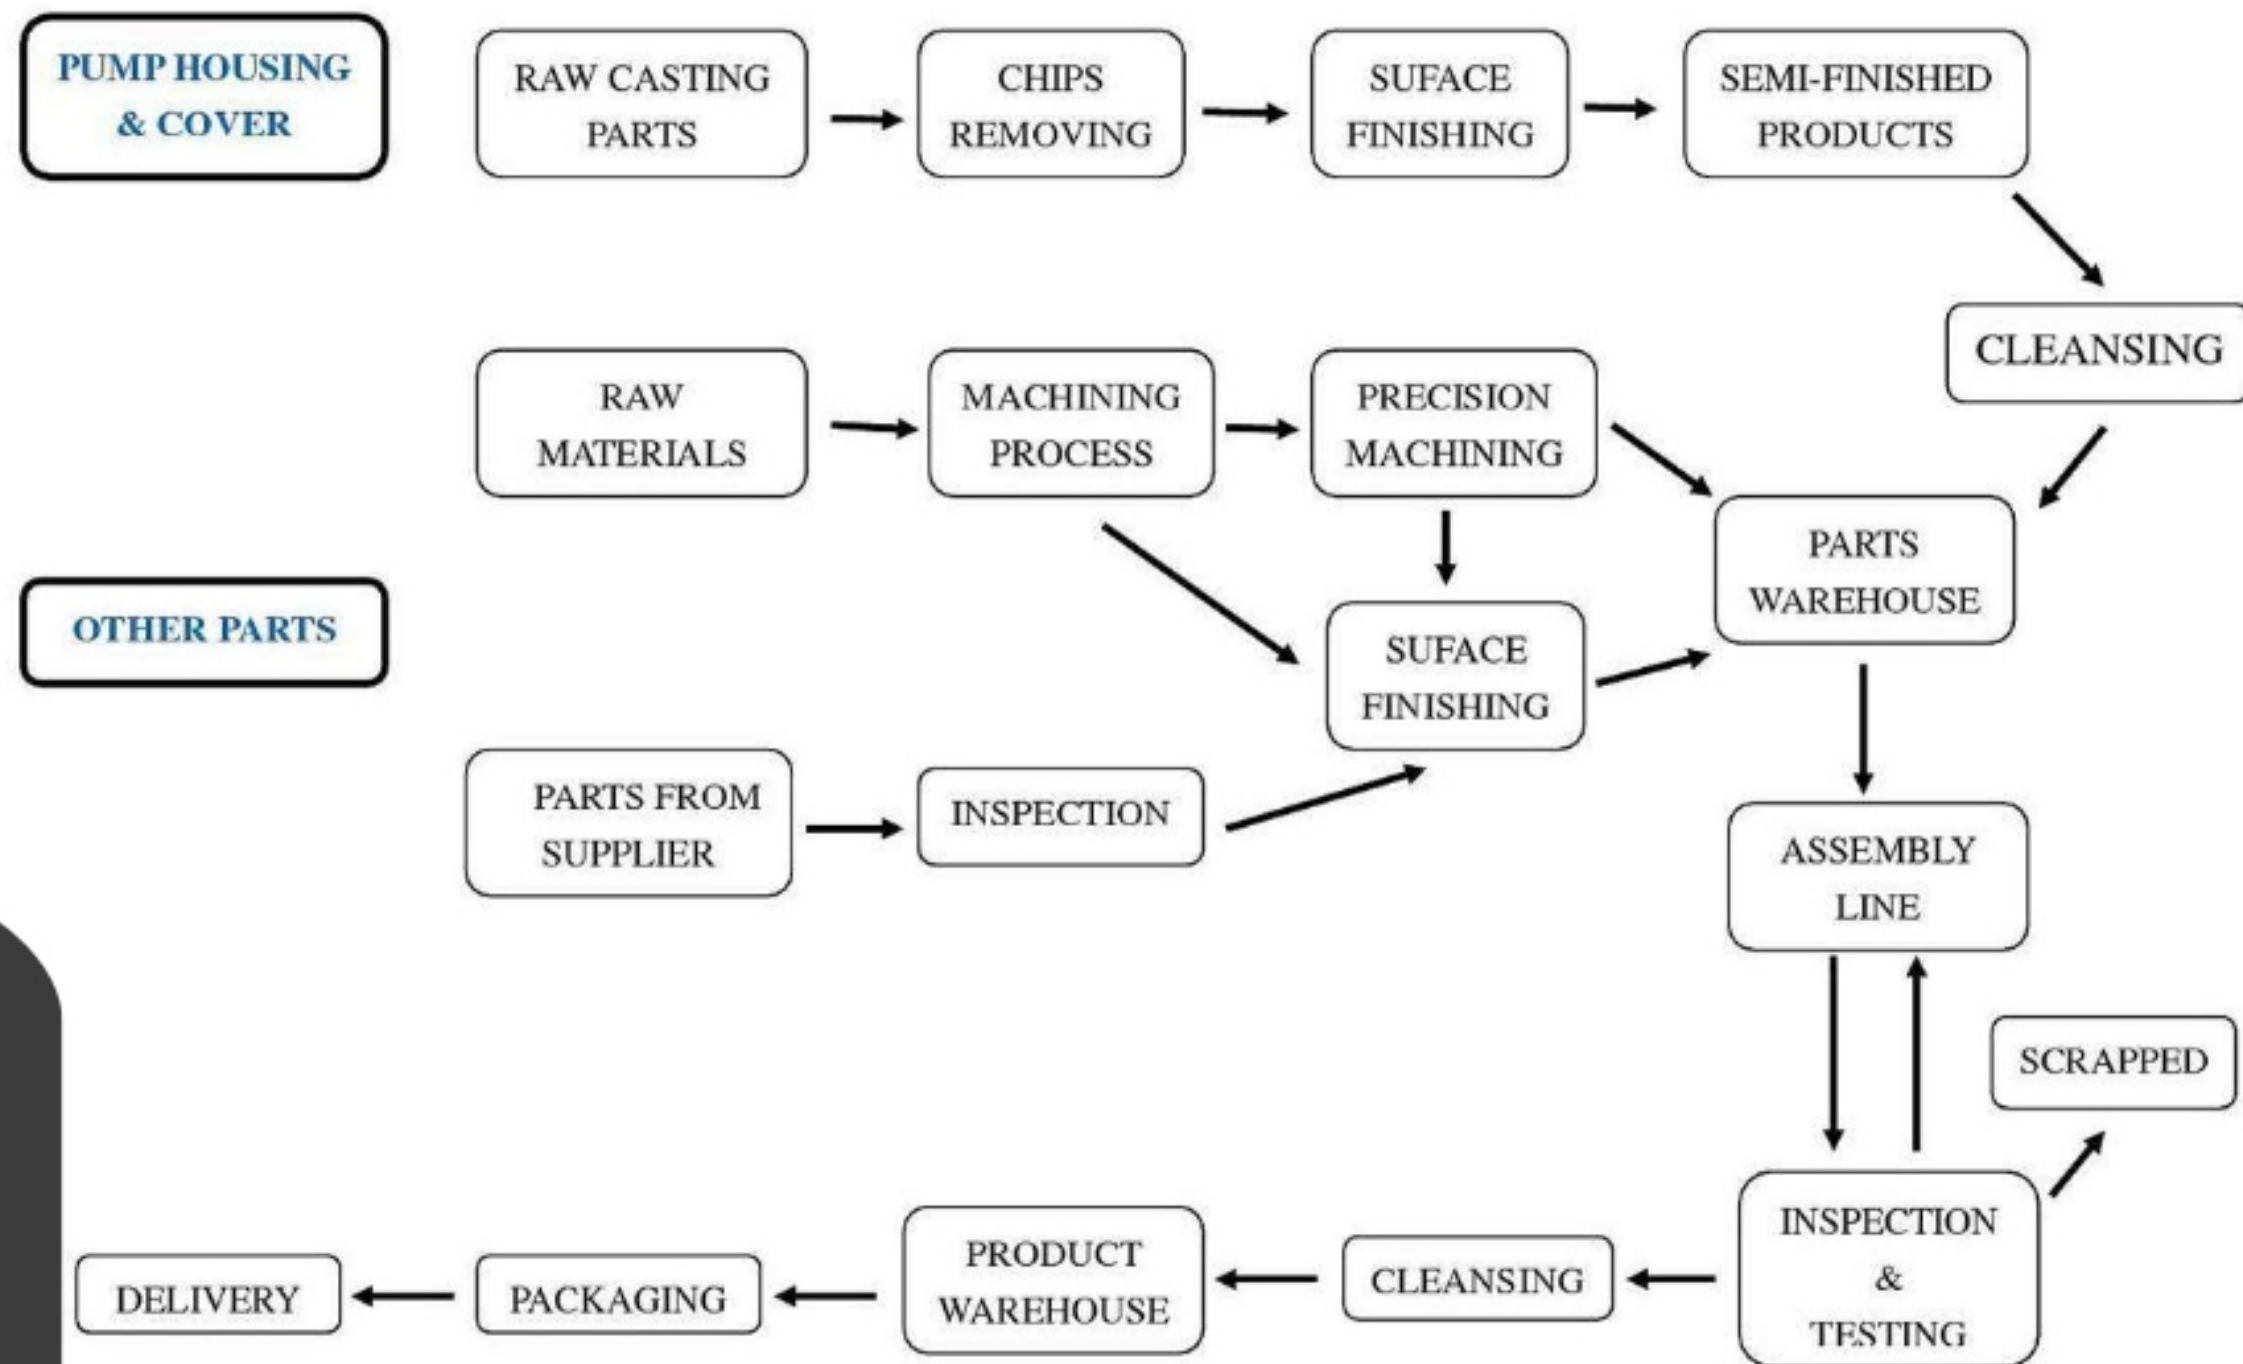 PUMP HOUSING
& COVER
RAW CASTING
PARTS
CHIPS
REMOVING
SUFACE
FINISHING
SEMI-FINISHED
PRODUCTS
CLEANSING
RAW
MATERIALS
MACHINING
PROCESS
PRECISION
MACHINING
PARTS
WAREHOUSE
OTHER PARTS
SUFACE
FINISHING
PARTS FROM
SUPPLIER
INSPECTION
ASSEMBLY
LINE
SCRAPPED
INSPECTION
&
TESTING
CLEANSING
PRODUCT
WAREHOUSE
PACKAGING
DELIVERY